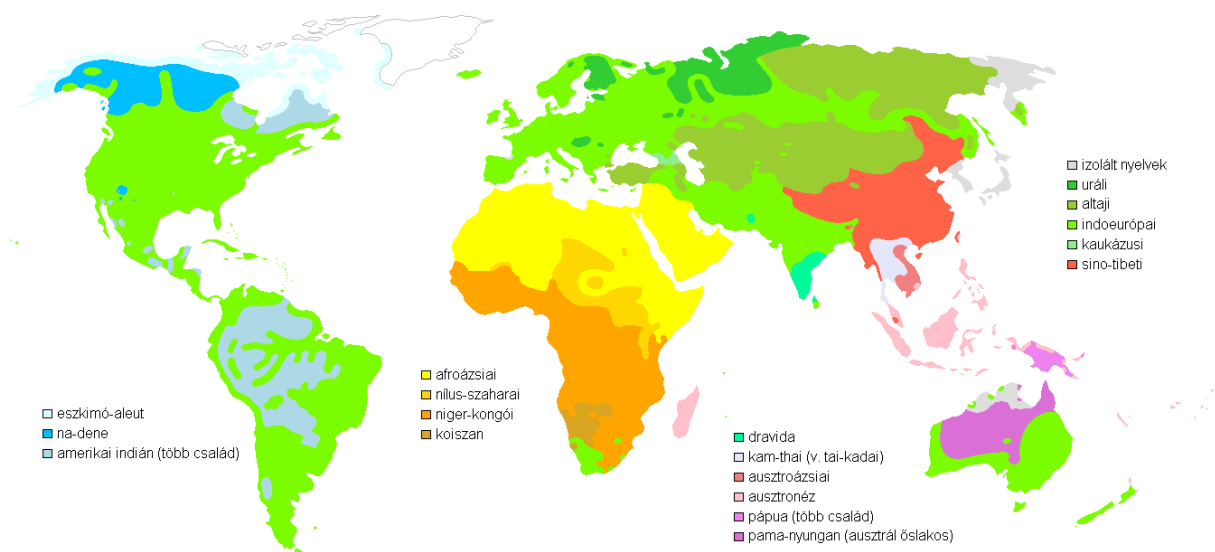 eszkimó-aleut
na-dene
amerikai indián (több család)
afroázsiai
nílus-szaharai
niger-kongói
koiszan
dravida
kam-thai (v. tai-kadai)
ausztroázsiai
ausztronéz
pápua (több család)
pama-nyungan (ausztrál őslakos)
izolált nyelvek
uráli
altaji
indoeurópai
kaukázusi
sino-tibeti